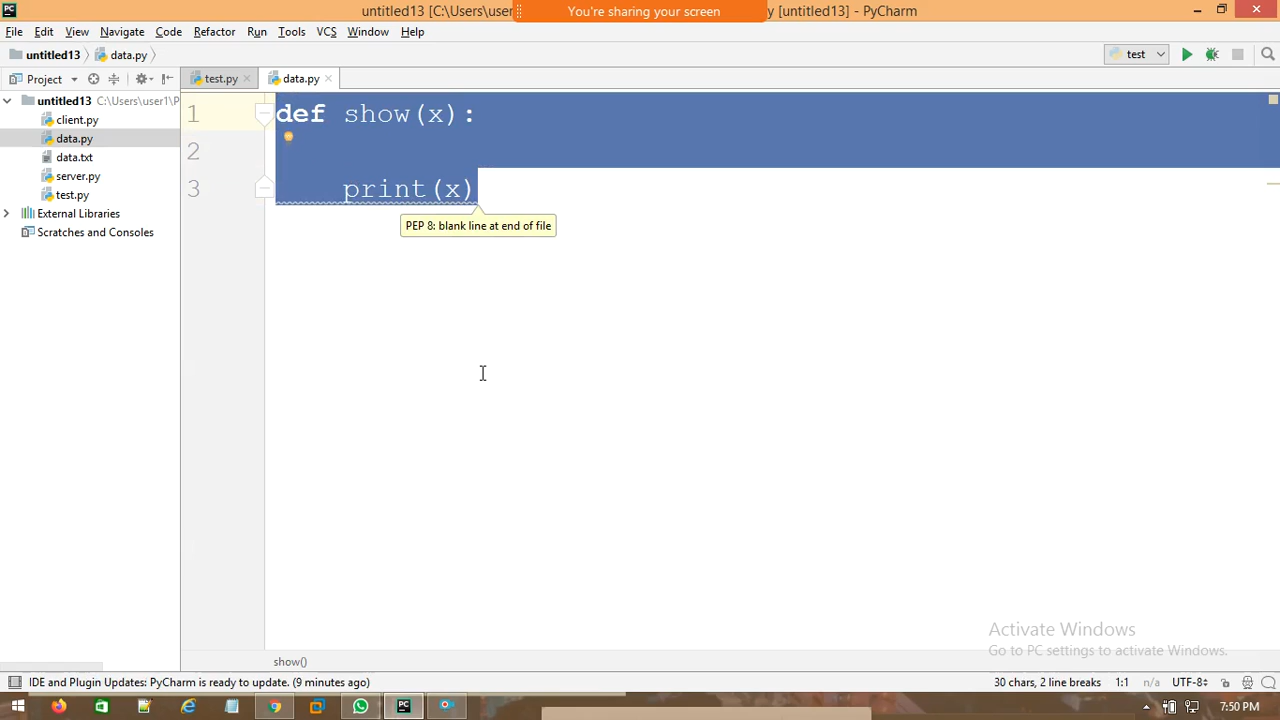 PC untitled13 [C:\Users\user
You're sharing your screen
y [untitled13] - PyCharm
File Edit View Navigate Code Refactor Run Tools VCS Window Help
untitled13 data.py
test
Project
test.py data.py
untitled13 C:\Users\user1\P
client.py
data.py
data.txt
server.py
test.py
External Libraries
Scratches and Consoles
1 def show(x):
2
3 print(x)
PEP 8: blank line at end of file
Activate Windows
Go to PC settings to activate Windows.
show()
IDE and Plugin Updates: PyCharm is ready to update. (9 minutes ago)
30 chars, 2 line breaks 1:1 n/a UTF-8
7:50 PM